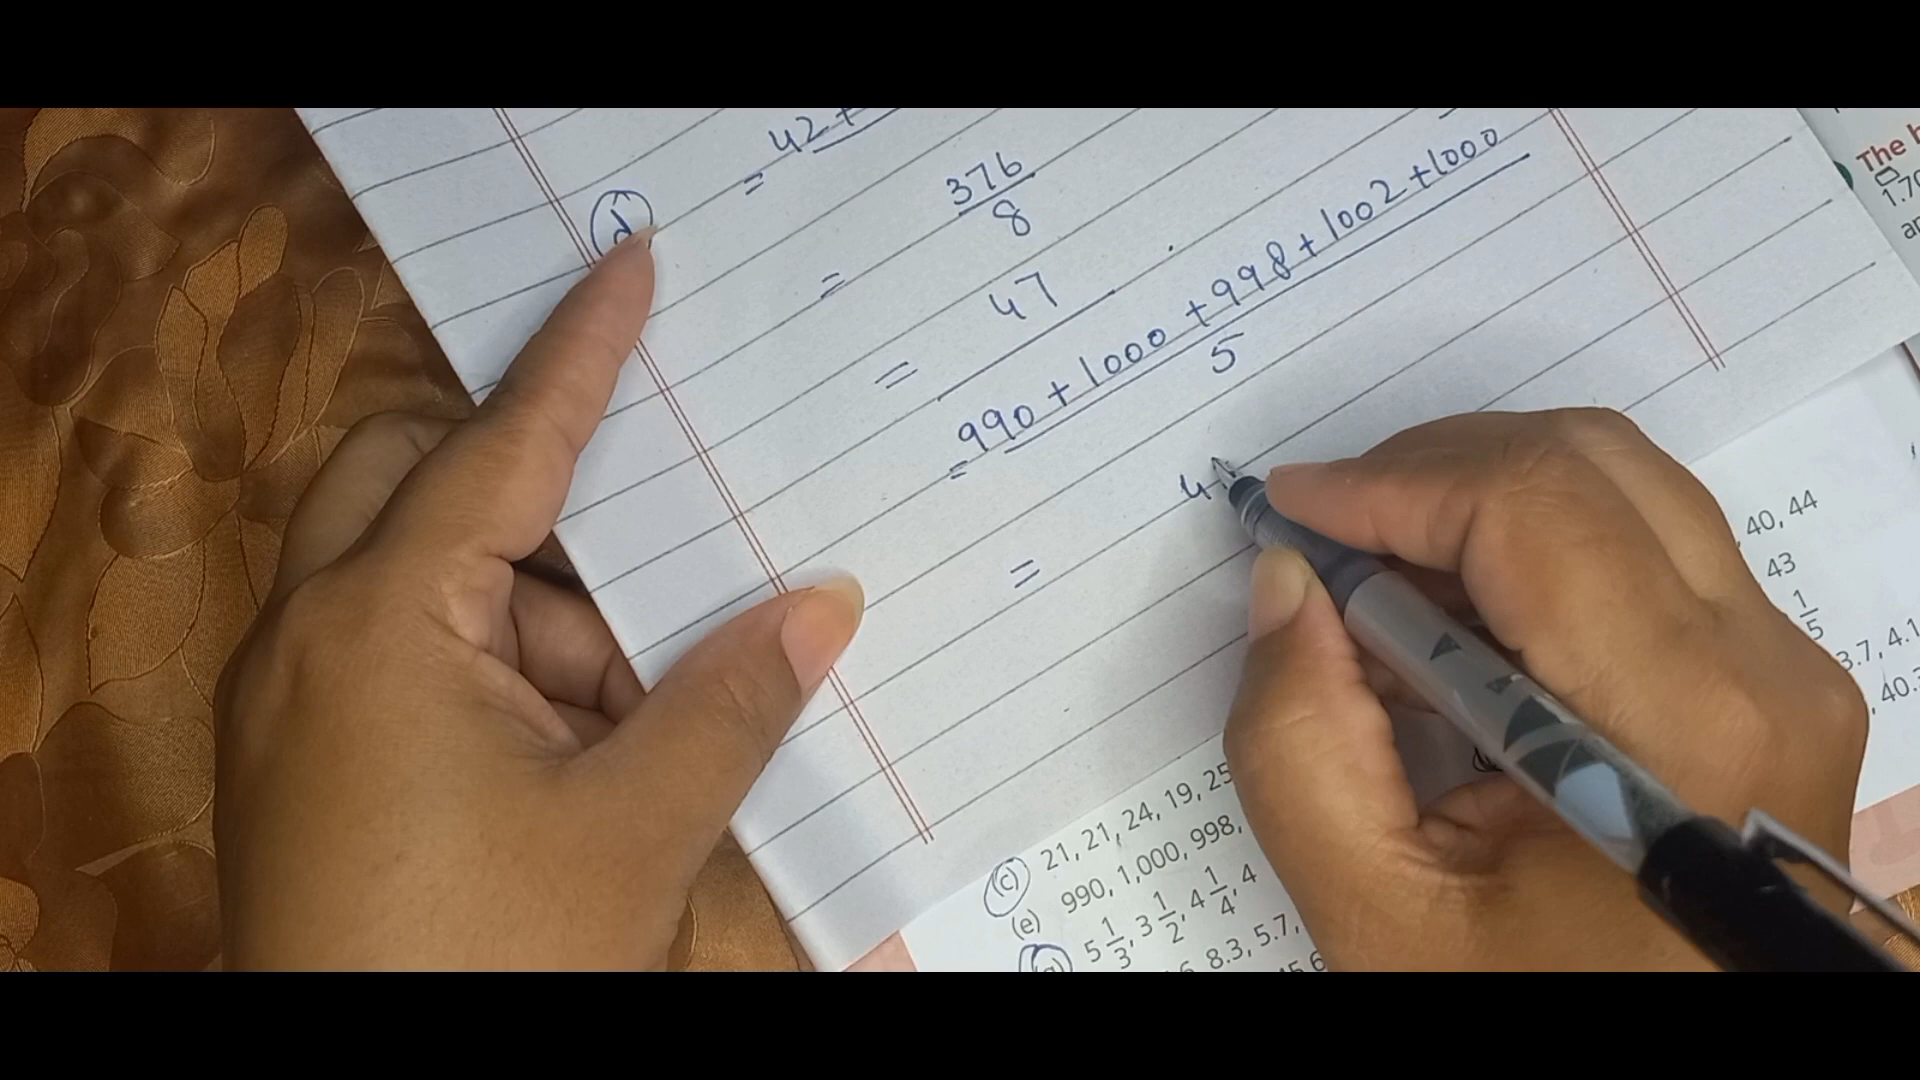 = 42 +
d
= 376
8
= 47
= 990 + 1000 + 998 + 1002 + 1000
5
= 4
The
1.70
(c) 21, 21, 24, 19, 25
(e) 990, 1,000, 998,
5 1/3, 3 1/2, 4 1/4, 4
8.3, 5.7,
, 40, 44
43
1/5
3.7, 4.1
, 40.3